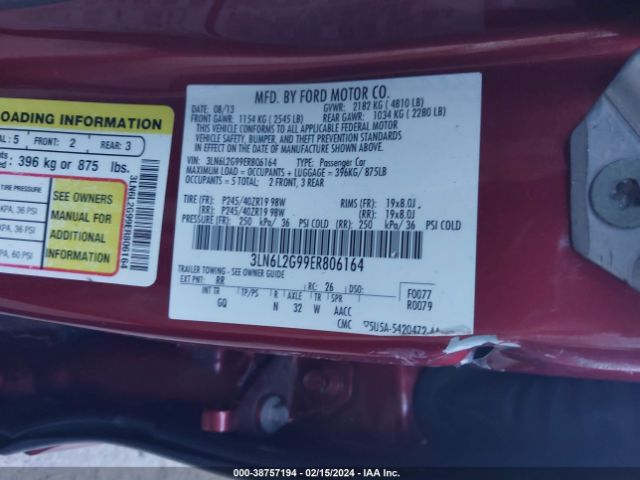 LOADING INFORMATION
AL : 5 FRONT : 2 REAR: 3
396 kg or 875 lbs.
TIRE PRESSURE
KPA, 36 PSI
KPA, 36 PSI
KPA, 60 PSI
SEE OWNERS
MANUAL FOR
ADDITIONAL
INFORMATION
3LN6L2G99ER806164
MFD. BY FORD MOTOR CO.
DATE: 08/13 GVWR: 2182 KG ( 4810 LB)
FRONT GAWR: 1154 KG ( 2545 LB) REAR GAWR: 1034 KG ( 2280 LB)
THIS VEHICLE CONFORMS TO ALL APPLICABLE FEDERAL MOTOR
VEHICLE SAFETY, BUMPER, AND THEFT PREVENTION STANDARDS
IN EFFECT ON THE DATE OF MANUFACTURE SHOWN ABOVE.
VIN: 3LN6L2G99ER806164 TYPE: Passenger Car
MAXIMUM LOAD = OCCUPANTS + LUGGAGE = 396KG/ 875LB
OCCUPANTS = 5 TOTAL: 2 FRONT, 3 REAR
TIRE (FR): P245/40ZR19 98W RIMS (FR): 19x8.0J
(RR): P245/40ZR19 98W (RR): 19x8.0J
PRESSURE (FR): 250 kPa/ 36 PSI COLD (RR) 250 kPa/ 36 PSI COLD
3LN6L2G99ER806164
TRAILER TOWING - SEE OWNER GUIDE
EXT PNT: RR RC: 26 DSO: F0077
INT TR TP/PS R AXLE TR SPR R0079
GQ N 32 W AACC
CMC 5U5A-5420472-AA
000-38757194 - 02/15/2024 - IAA Inc.